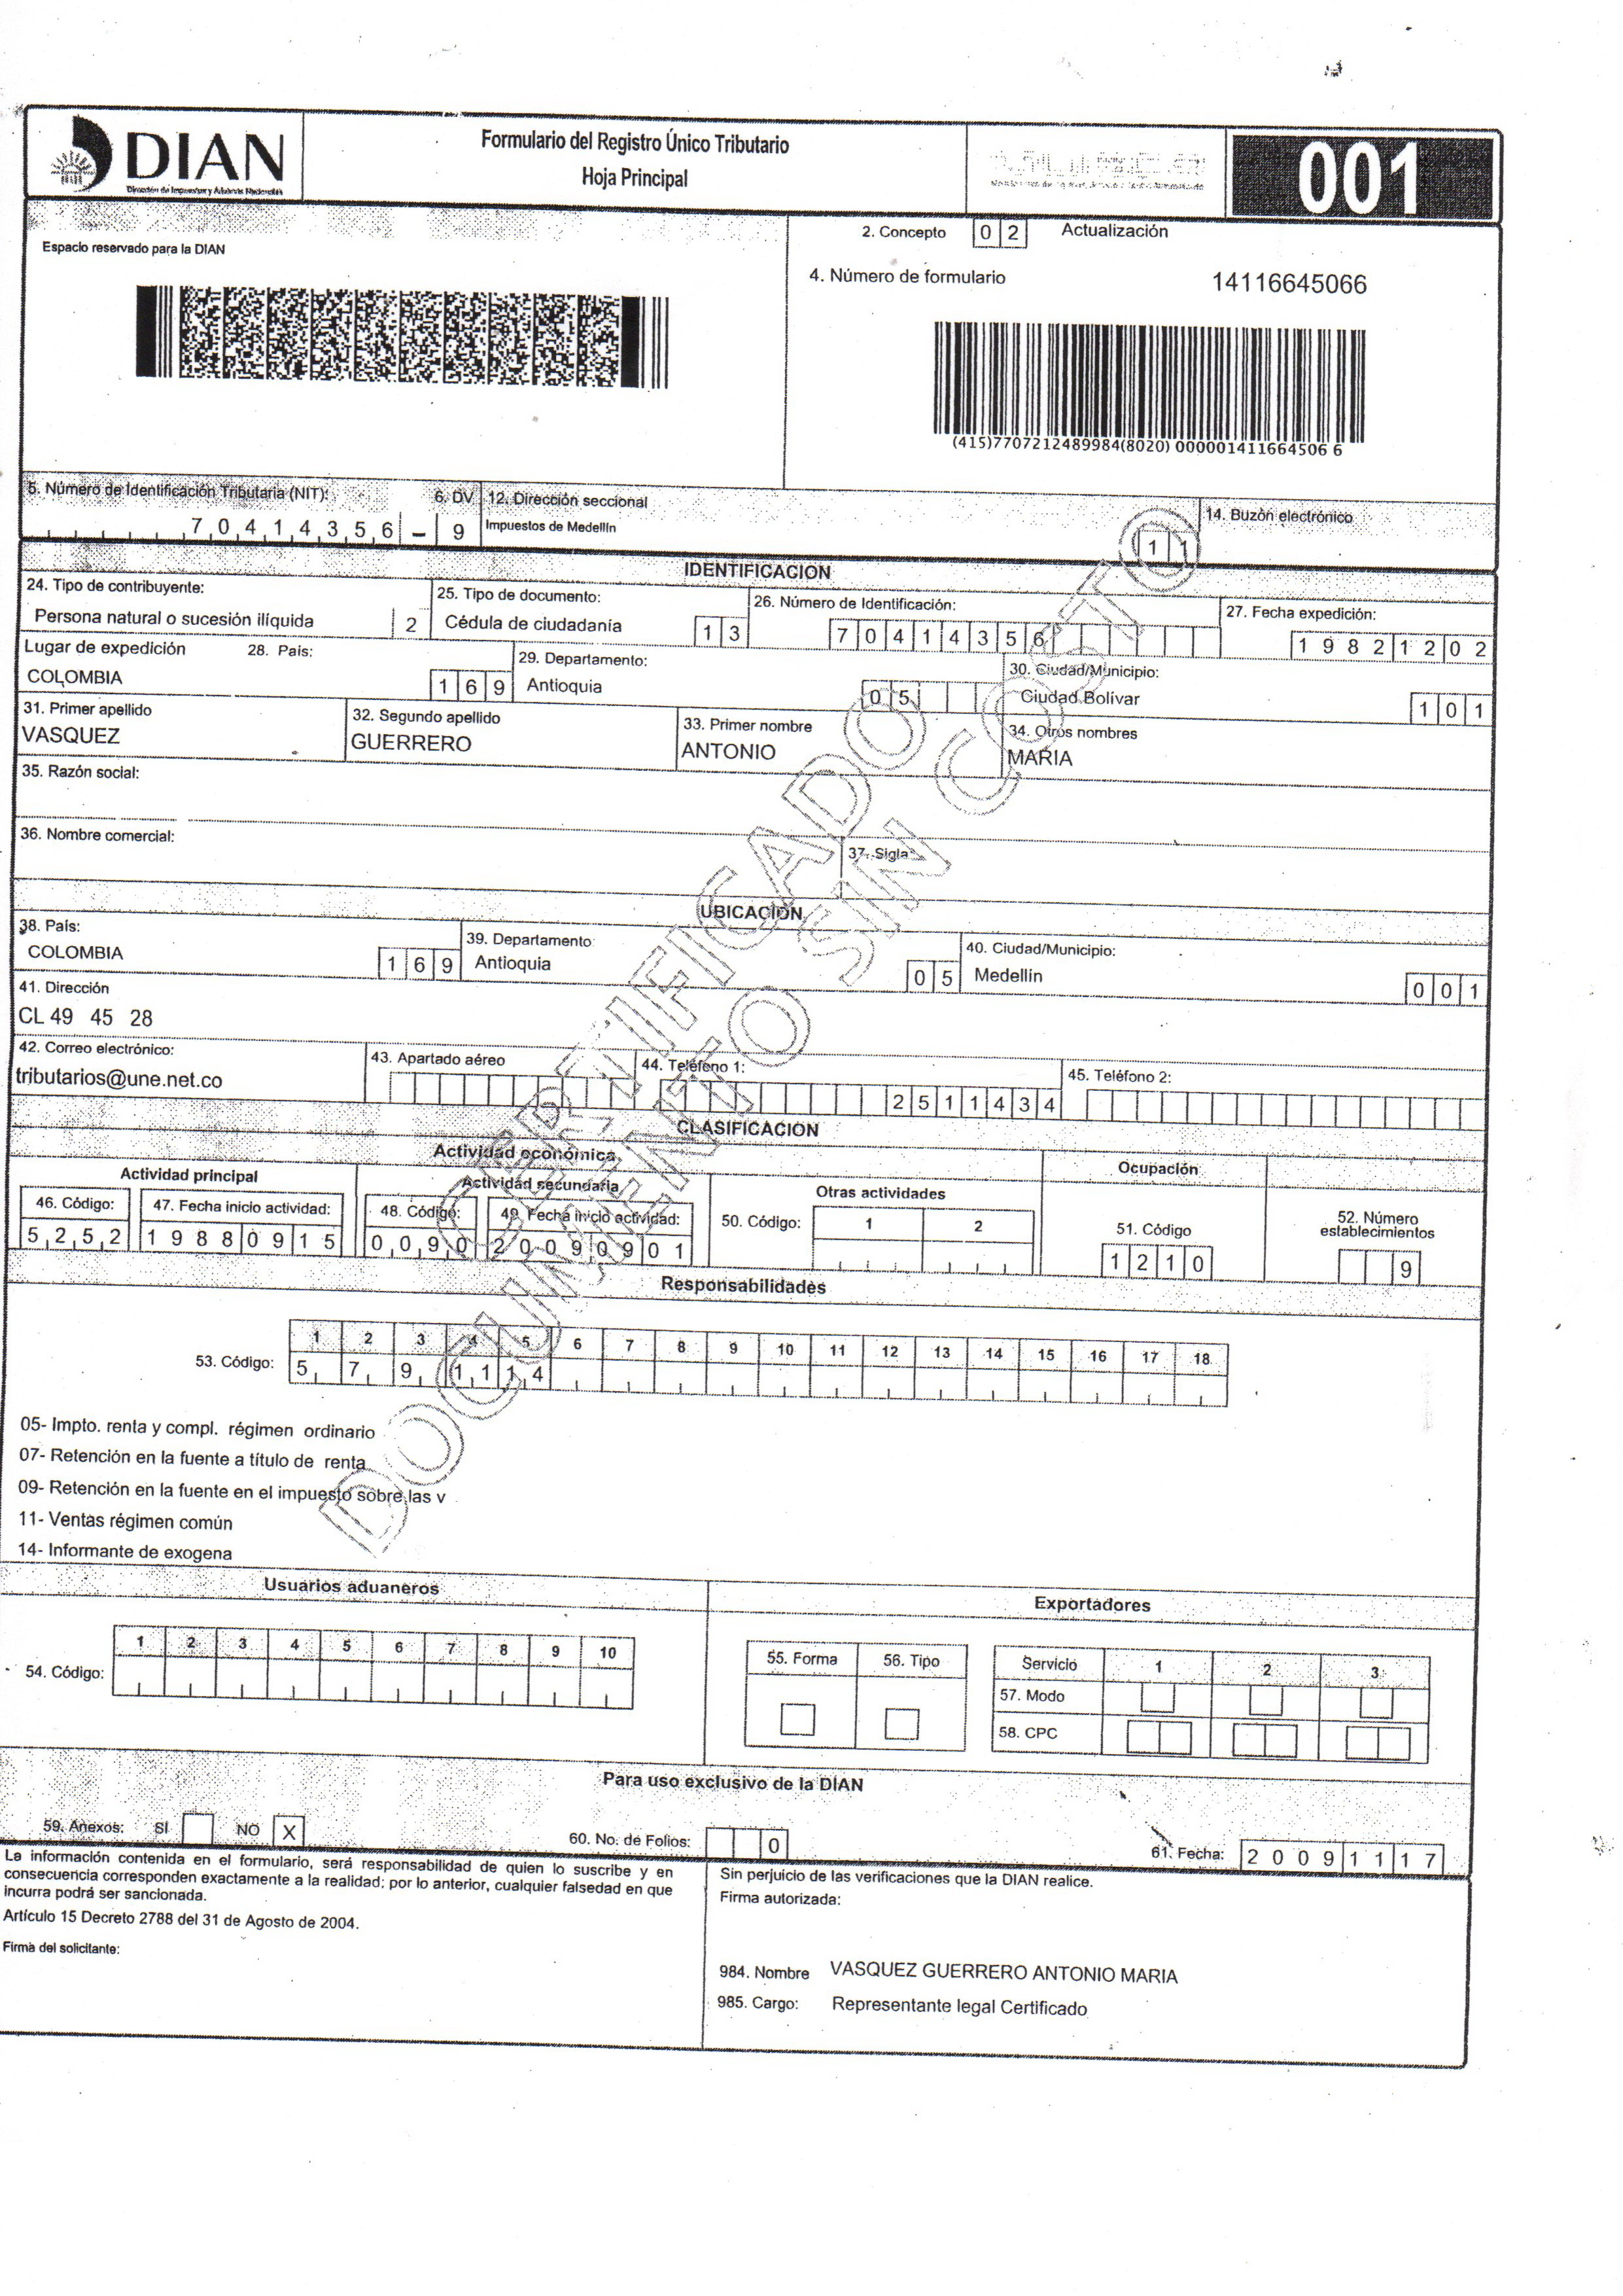 DIAN
Dirección de Impuestos y Aduanas Nacionales
Formulario del Registro Único Tributario
Hoja Principal
001
Espacio reservado para la DIAN
2. Concepto 0 2 Actualización
4. Número de formulario 14116645066
(415)7707212489984(8020) 000001411664506 6
5. Número de Identificación Tributaria (NIT): 6. DV 12. Dirección seccional 14. Buzón electrónico
7 0 4 1 4 3 5 6 - 9 Impuestos de Medellín 1 1
IDENTIFICACION
24. Tipo de contribuyente: 25. Tipo de documento: 26. Número de Identificación: 27. Fecha expedición:
Persona natural o sucesión ilíquida 2 Cédula de ciudadanía 1 3 7 0 4 1 4 3 5 6 1 9 8 2 1 2 0 2
Lugar de expedición 28. País: 29. Departamento: 30. Ciudad/Municipio:
COLOMBIA 1 6 9 Antioquia 0 5 Ciudad Bolívar 1 0 1
31. Primer apellido 32. Segundo apellido 33. Primer nombre 34. Otros nombres
VASQUEZ GUERRERO ANTONIO MARIA
35. Razón social:
36. Nombre comercial: 37. Sigla:
UBICACION
38. País: 39. Departamento: 40. Ciudad/Municipio:
COLOMBIA 1 6 9 Antioquia 0 5 Medellín 0 0 1
41. Dirección
CL 49 45 28
42. Correo electrónico: 43. Apartado aéreo 44. Teléfono 1: 45. Teléfono 2:
tributarios@une.net.co 2 5 1 1 4 3 4
CLASIFICACION
Actividad económica Ocupación
Actividad principal Actividad secundaria Otras actividades
46. Código: 47. Fecha inicio actividad: 48. Código: 49. Fecha inicio actividad: 50. Código: 1 2 51. Código 52. Número establecimientos
5 2 5 2 1 9 8 8 0 9 1 5 0 0 9 0 2 0 0 9 0 9 0 1 1 2 1 0 9
Responsabilidades
1 2 3 4 5 6 7 8 9 10 11 12 13 14 15 16 17 18
53. Código: 5 7 9 1 1 1 4
05- Impto. renta y compl. régimen ordinario
07- Retención en la fuente a título de renta
09- Retención en la fuente en el impuesto sobre las v
11- Ventas régimen común
14- Informante de exogena
CERTIFICADO
DOCUMENTO SIN COSTO
Usuarios aduaneros Exportadores
1 2 3 4 5 6 7 8 9 10
54. Código:
55. Forma 56. Tipo Servicio 1 2 3
57. Modo
58. CPC
Para uso exclusivo de la DIAN
59. Anexos: SI NO X 60. No. de Folios: 0 61. Fecha: 2 0 0 9 1 1 1 7
La información contenida en el formulario, será responsabilidad de quien lo suscribe y en
consecuencia corresponden exactamente a la realidad; por lo anterior, cualquier falsedad en que
incurra podrá ser sancionada.
Artículo 15 Decreto 2788 del 31 de Agosto de 2004.
Firma del solicitante:
Sin perjuicio de las verificaciones que la DIAN realice.
Firma autorizada:
984. Nombre VASQUEZ GUERRERO ANTONIO MARIA
985. Cargo: Representante legal Certificado